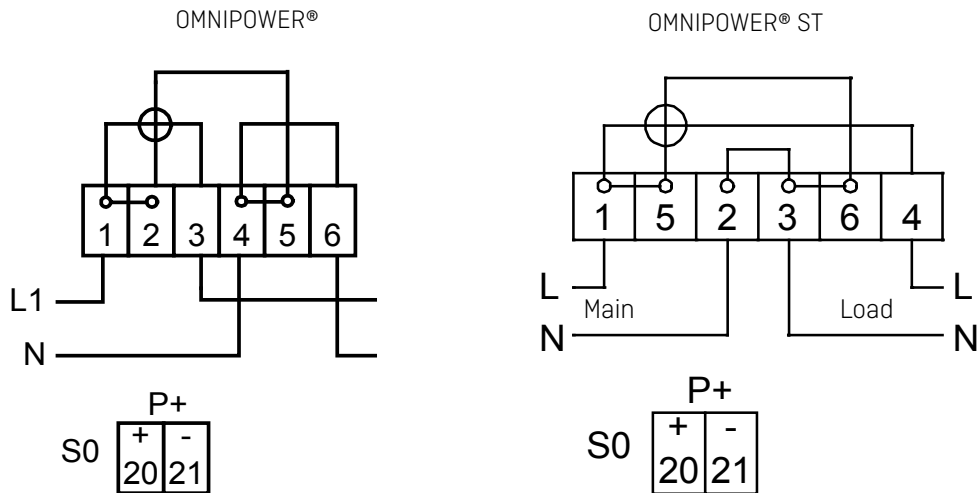 OMNIPOWER®
1 2 3 4 5 6
L1
N
P+
S0
+ -
20 21
OMNIPOWER® ST
1 5 2 3 6 4
L Main Load L
N N
P+
S0
+ -
20 21